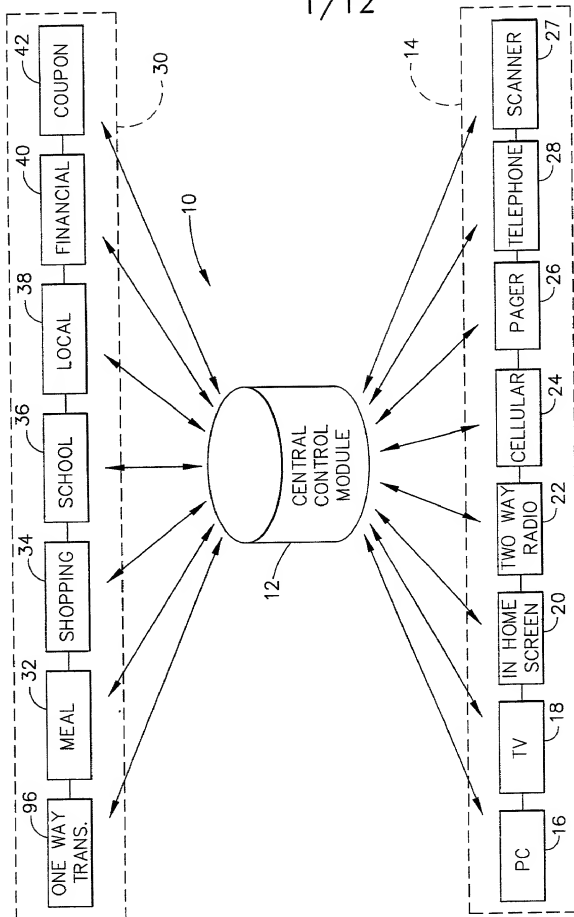 1/12
42
40
38
36
34
32
96
COUPON
FINANCIAL
LOCAL
SCHOOL
SHOPPING
MEAL
ONE WAY
TRANS.
30
10
CENTRAL
CONTROL
MODULE
12
14
SCANNER
TELEPHONE
PAGER
CELLULAR
TWO WAY
RADIO
IN HOME
SCREEN
TV
PC
27
28
26
24
22
20
18
16